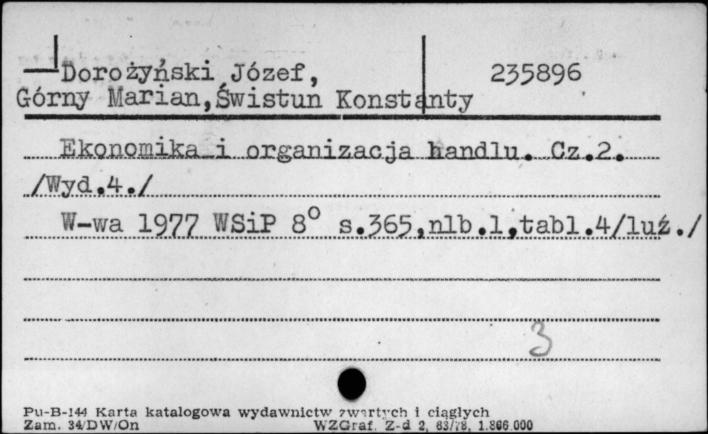 Dorożyński Józef, 235896
Górny Marian,Świstun Konstanty
Ekonomika i organizacja handlu. Cz.2.
/Wyd.4./
W-wa 1977 WSiP 8° s.365,nlb.1,tabl.4/luź./
3
Pu-B-144 Karta katalogowa wydawnictw zwartych i ciągłych
Zam. 34/DW/On WZGraf. Z-d 2, 63/78, 1.806.000